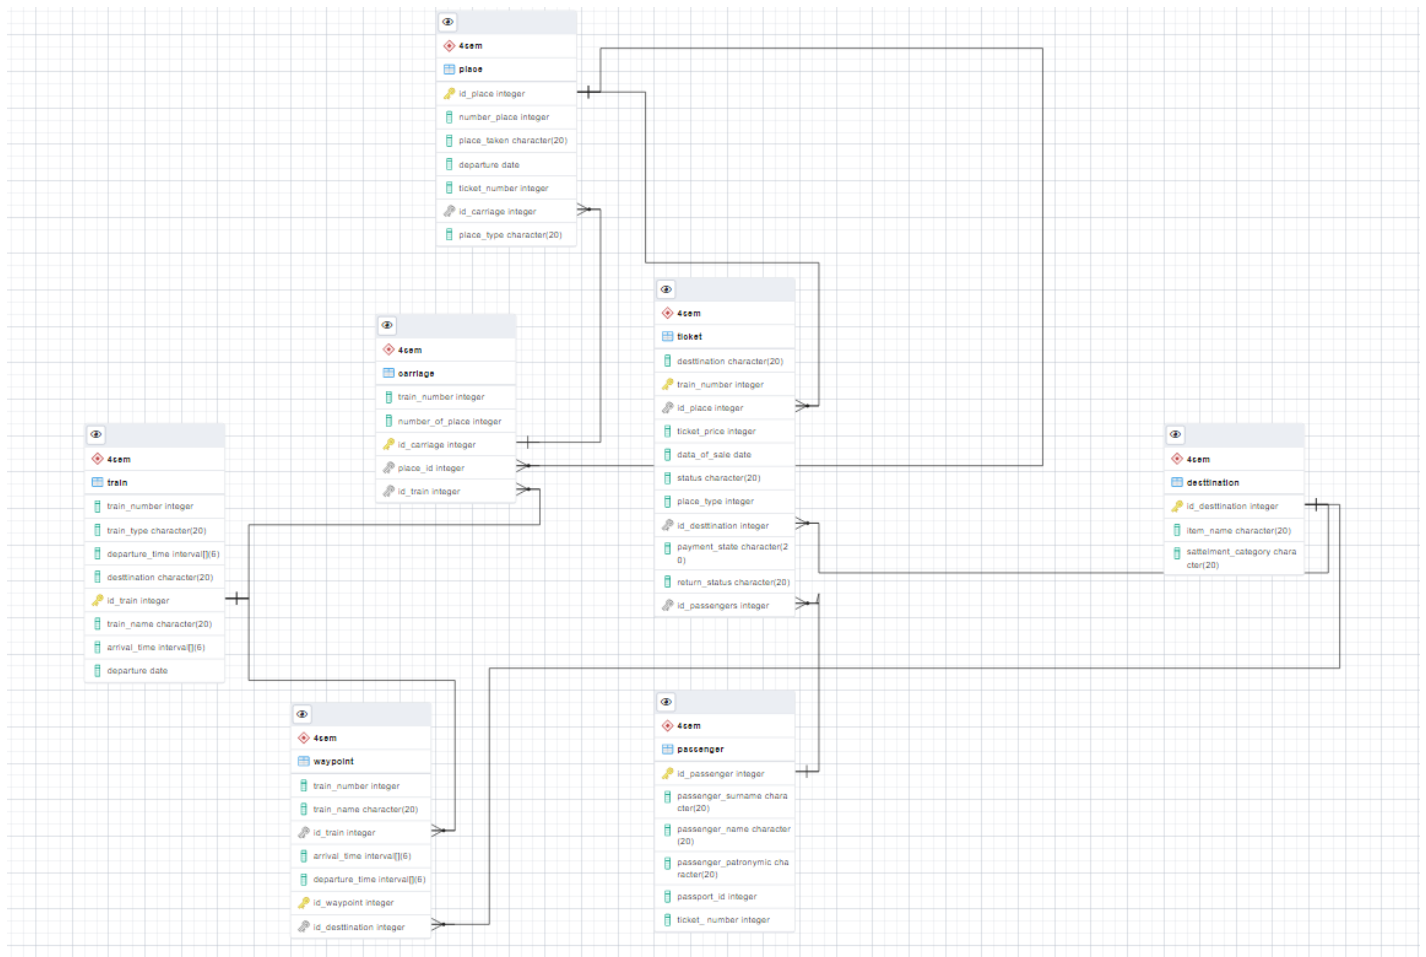 4sem
place
id_place integer
number_place integer
place_taken character(20)
departure date
ticket_number integer
id_carriage integer
place_type character(20)
4sem
ticket
desttination character(20)
train_number integer
id_place integer
ticket_price integer
data_of_sale date
status character(20)
place_type integer
id_desttination integer
payment_state character(2
0)
return_status character(20)
id_passengers integer
4sem
carriage
train_number integer
number_of_place integer
id_carriage integer
place_id integer
id_train integer
4sem
train
train_number integer
train_type character(20)
departure_time interval[](6)
desttination character(20)
id_train integer
train_name character(20)
arrival_time interval[](6)
departure date
4sem
desttination
id_desttination integer
item_name character(20)
sattelment_category chara
cter(20)
4sem
waypoint
train_number integer
train_name character(20)
id_train integer
arrival_time interval[](6)
departure_time interval[](6)
id_waypoint integer
id_desttination integer
4sem
passenger
id_passenger integer
passenger_surname chara
cter(20)
passenger_name character
(20)
passenger_patronymic cha
racter(20)
passport_id integer
ticket_ number integer